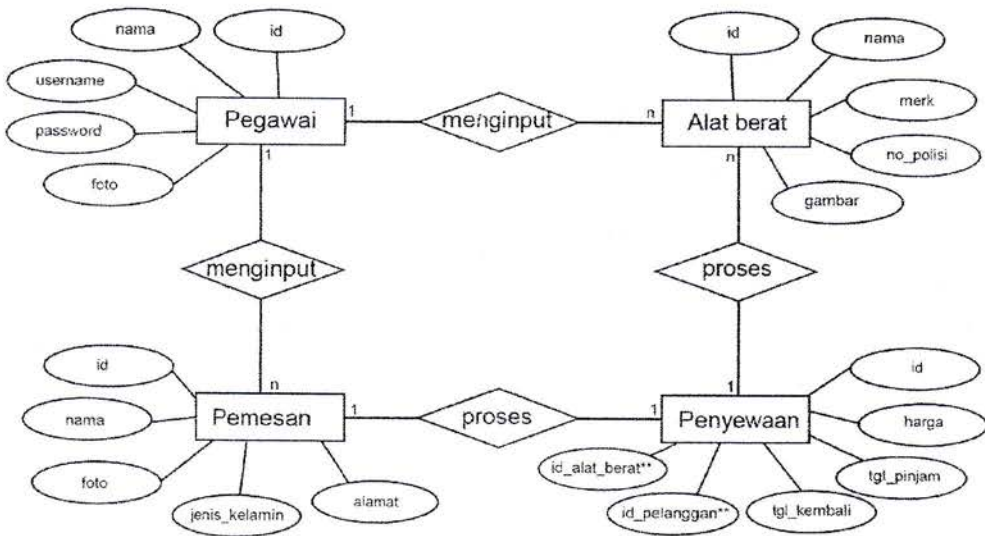 nama
id
username
password
foto
Pegawai
1
1
menginput
n
Alat berat
n
id
nama
merk
no_polisi
gambar
menginput
proses
n
Pemesan
1
id
nama
foto
jenis_kelamin
alamat
proses
1
1
Penyewaan
id
harga
tgl_pinjam
tgl_kembali
id_pelanggan**
id_alat_berat**